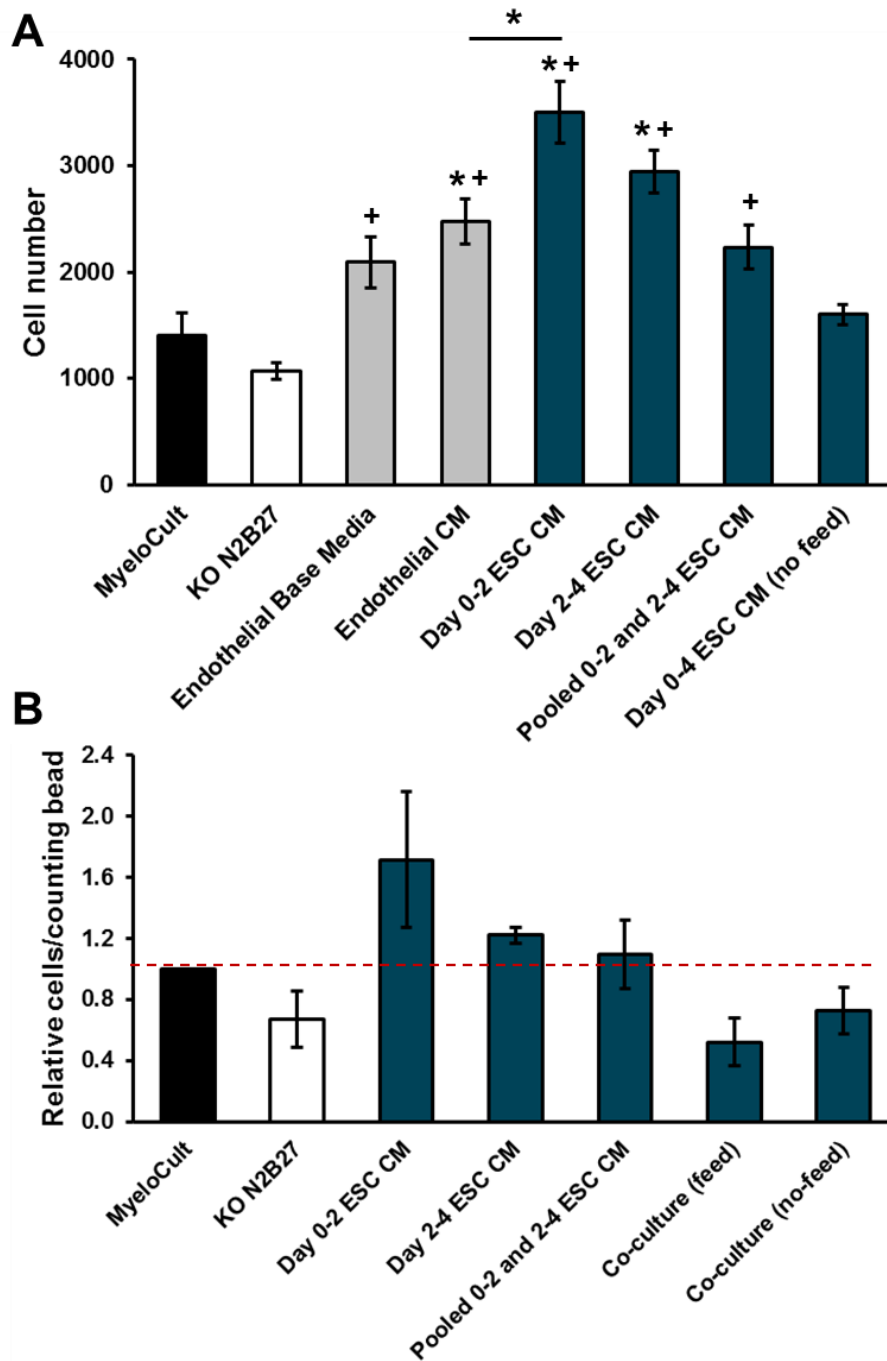 A
*
4000
3000
2000
1000
0
Cell number
+
*+
*+
*+
+
MyeloCult
KO N2B27
Endothelial Base Media
Endothelial CM
Day 0-2 ESC CM
Day 2-4 ESC CM
Pooled 0-2 and 2-4 ESC CM
Day 0-4 ESC CM (no feed)
B
2.4
2.0
1.6
1.2
0.8
0.4
0.0
Relative cells/counting bead
MyeloCult
KO N2B27
Day 0-2 ESC CM
Day 2-4 ESC CM
Pooled 0-2 and 2-4 ESC CM
Co-culture (feed)
Co-culture (no-feed)